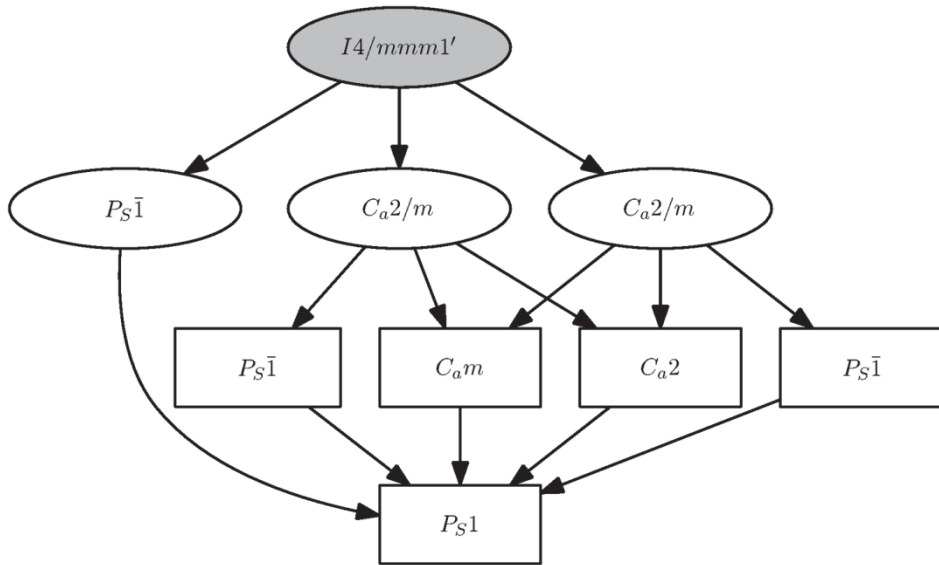 I4/mmm1′
P_S1̄
C_a2/m
C_a2/m
P_S1̄
C_am
C_a2
P_S1̄
P_S1